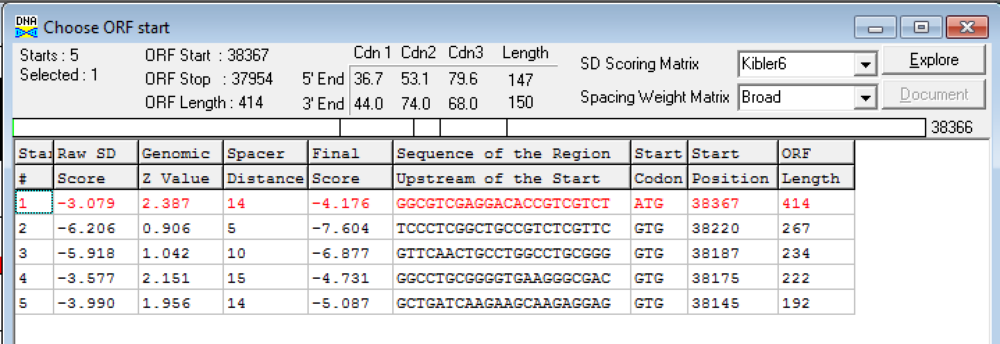 DNA Choose ORF start
Starts : 5 ORF Start : 38367 Cdn 1 Cdn2 Cdn3 Length SD Scoring Matrix Kibler6 Explore
Selected : 1 ORF Stop : 37954 5' End 36.7 53.1 79.6 147
ORF Length : 414 3' End 44.0 74.0 68.0 150 Spacing Weight Matrix Broad Document
38366
Star Raw SD Genomic Spacer Final Sequence of the Region Start Start ORF
# Score Z Value Distance Score Upstream of the Start Codon Position Length
1 -3.079 2.387 14 -4.176 GGCGTCGAGGACACCGTCGTCT ATG 38367 414
2 -6.206 0.906 5 -7.604 TCCCTCGGCTGCCGTCTCGTTC GTG 38220 267
3 -5.918 1.042 10 -6.877 GTTCAACTGCCTGGCCTGCGGG GTG 38187 234
4 -3.577 2.151 15 -4.731 GGCCTGCGGGGTGAAGGGCGAC GTG 38175 222
5 -3.990 1.956 14 -5.087 GCTGATCAAGAAGCAAGAGGAG GTG 38145 192